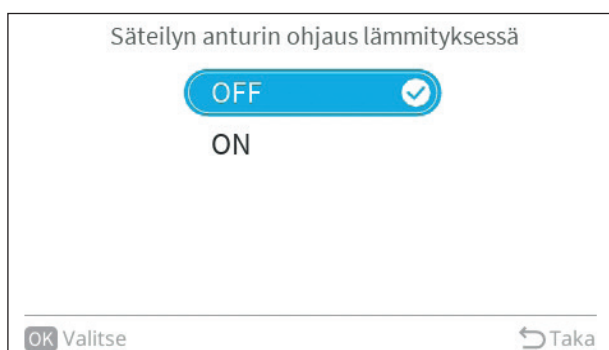 Säteilyn anturin ohjaus lämmityksessä
OFF
ON
OK Valitse
Taka